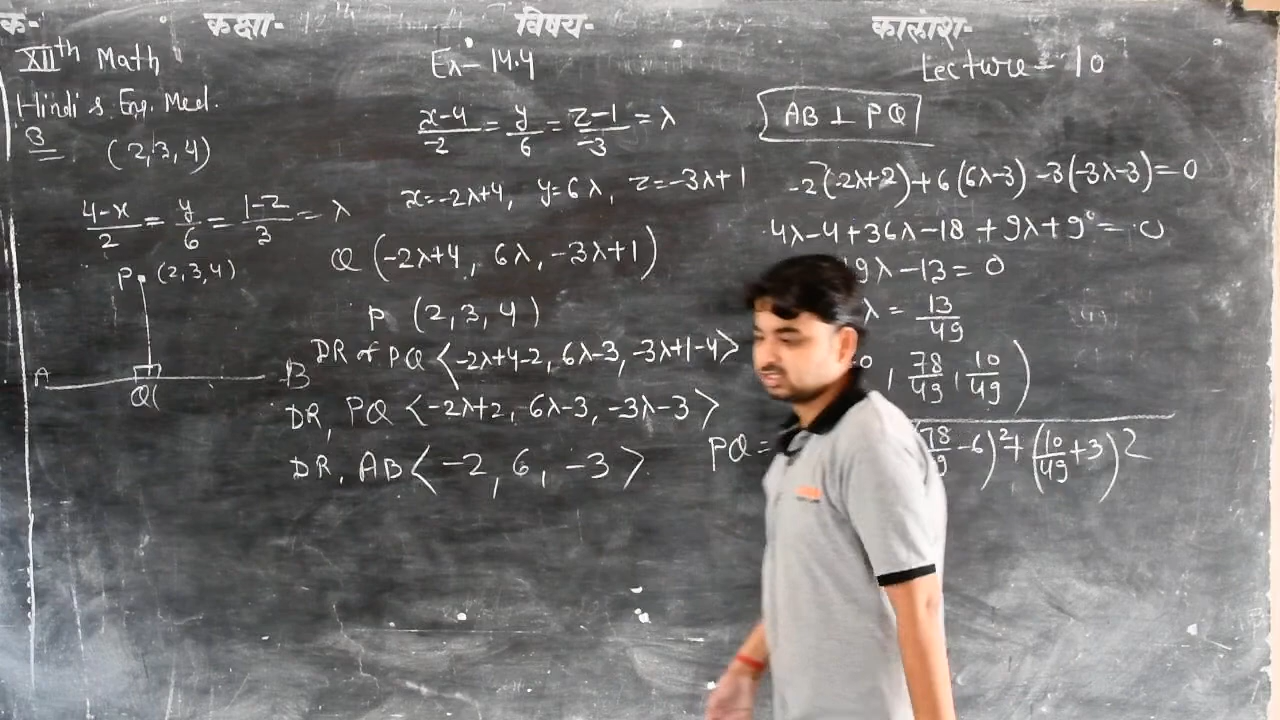 क- कक्षा- 12th विषय- कालांश-
XIIth Math Ex- 14.4 Lecture - 10
Hindi & Eng. Med.
3 (2,3,4)
4-x/2 = y/6 = 1-z/3 = λ
P (2,3,4)
A B
Q
x-4/-2 = y/6 = z-1/-3 = λ
x=-2λ+4, y=6λ, z=-3λ+1
Q (-2λ+4, 6λ, -3λ+1)
P (2,3,4)
DR of PQ <-2λ+4-2, 6λ-3, -3λ+1-4>
DR, PQ <-2λ+2, 6λ-3, -3λ-3>
DR, AB <-2, 6, -3>
AB ⊥ PQ
-2(-2λ+2)+6(6λ-3)-3(-3λ-3)=0
4λ-4+36λ-18+9λ+9=0
9λ-13=0
λ = 13/49
0, 78/49, 10/49)
PQ = 78/9 -6)²+(10/49+3)2